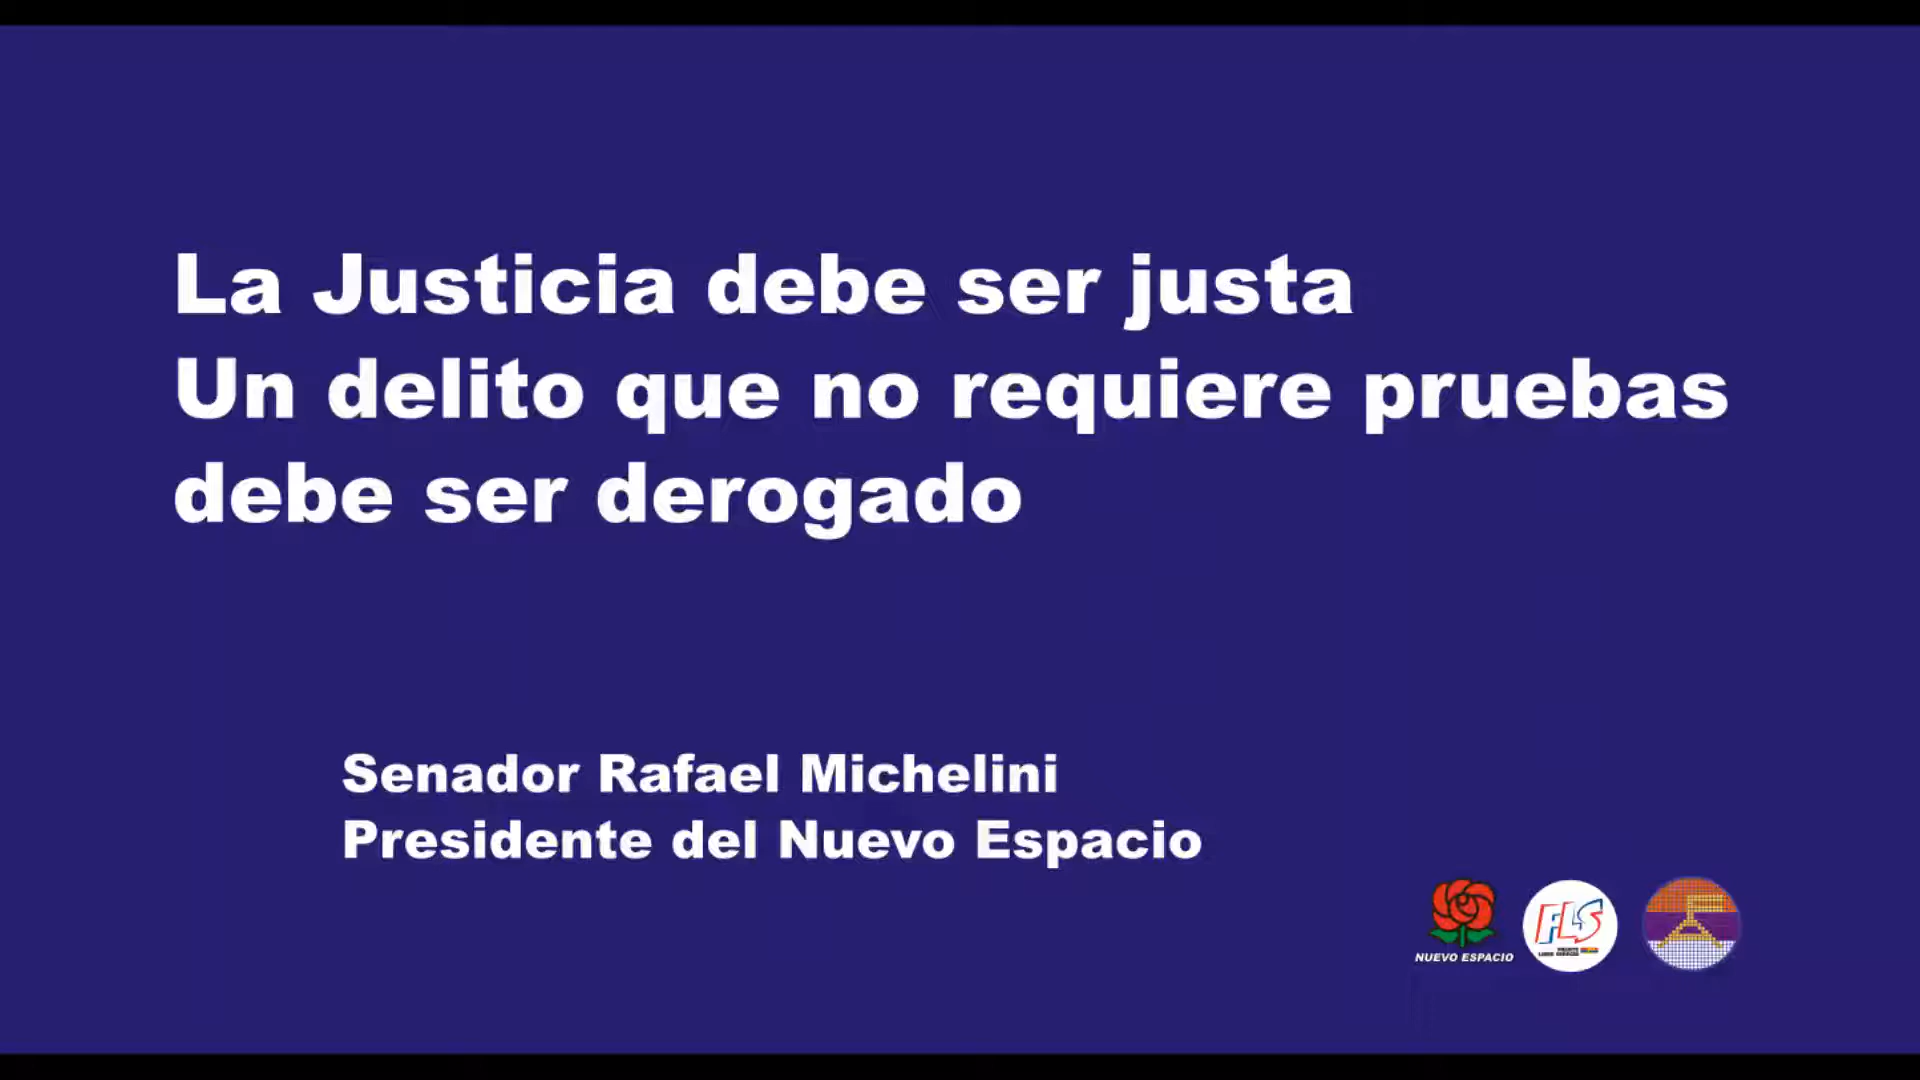 La Justicia debe ser justa
Un delito que no requiere pruebas
debe ser derogado
Senador Rafael Michelini
Presidente del Nuevo Espacio
NUEVO ESPACIO
FLS